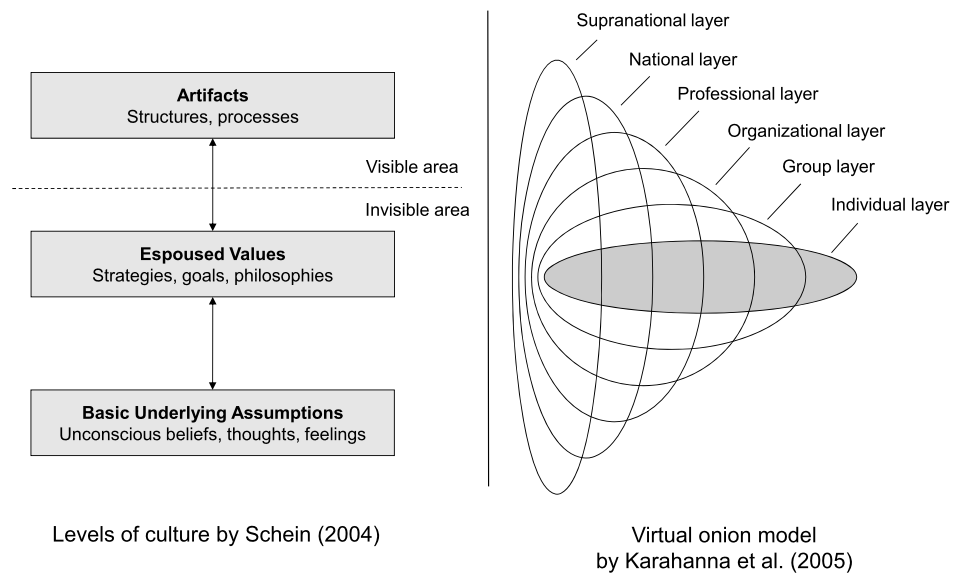 Artifacts
Structures, processes
Visible area
Invisible area
Espoused Values
Strategies, goals, philosophies
Basic Underlying Assumptions
Unconscious beliefs, thoughts, feelings
Levels of culture by Schein (2004)
Supranational layer
National layer
Professional layer
Organizational layer
Group layer
Individual layer
Virtual onion model
by Karahanna et al. (2005)